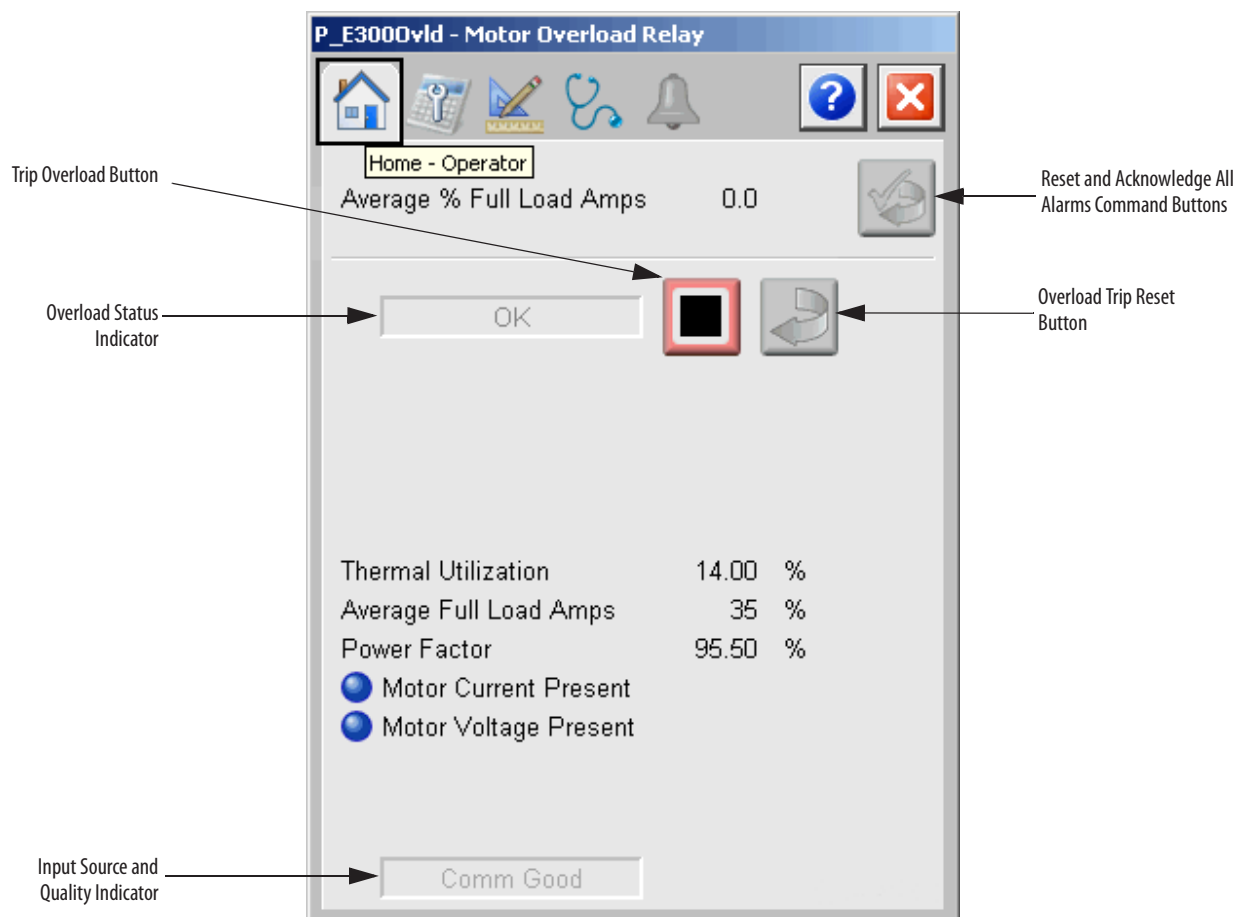 P_E300Ovld - Motor Overload Relay
?
Home - Operator
Trip Overload Button
Average % Full Load Amps 0.0
Reset and Acknowledge All
Alarms Command Buttons
Overload Status
Indicator
OK
Overload Trip Reset
Button
Thermal Utilization 14.00 %
Average Full Load Amps 35 %
Power Factor 95.50 %
Motor Current Present
Motor Voltage Present
Input Source and
Quality Indicator
Comm Good